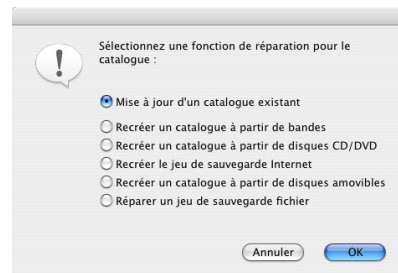 Sélectionnez une fonction de réparation pour le
catalogue :
Mise à jour d'un catalogue existant
Recréer un catalogue à partir de bandes
Recréer un catalogue à partir de disques CD/DVD
Recréer le jeu de sauvegarde Internet
Recréer un catalogue à partir de disques amovibles
Réparer un jeu de sauvegarde fichier
Annuler OK